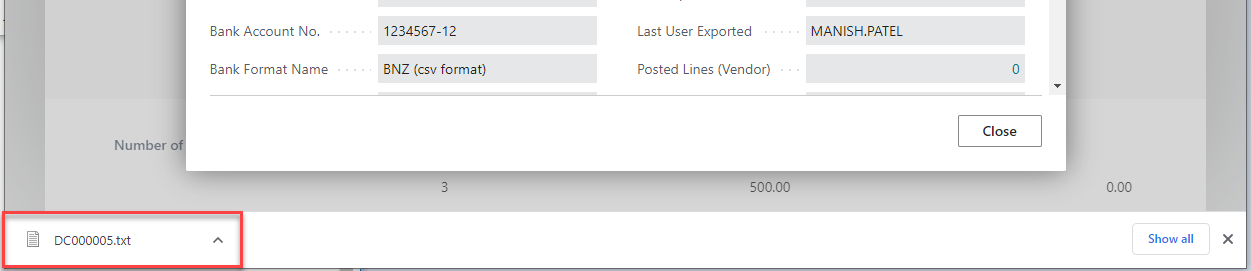 Bank Account No. 1234567-12 Last User Exported MANISH.PATEL
Bank Format Name BNZ (csv format) Posted Lines (Vendor) 0
Close
Number of
3 500.00 0.00
DC000005.txt Show all